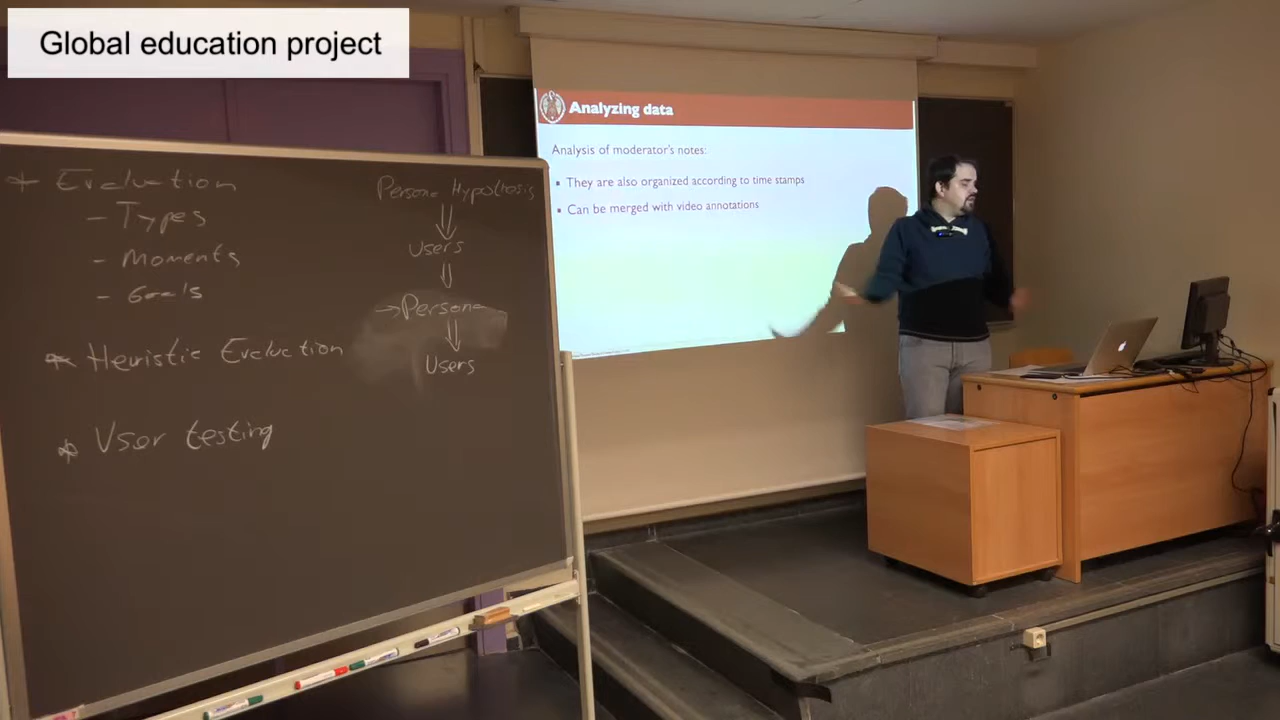 Global education project
* Evaluation
- Types
- Moments
- Goals
* Heuristic Evaluation
* User testing
Persona Hypoltosis
⇓
Users
⇓
→ Persona
⇓
Users
Analyzing data
Analysis of moderator's notes:
▪ They are also organized according to time stamps
▪ Can be merged with video annotations